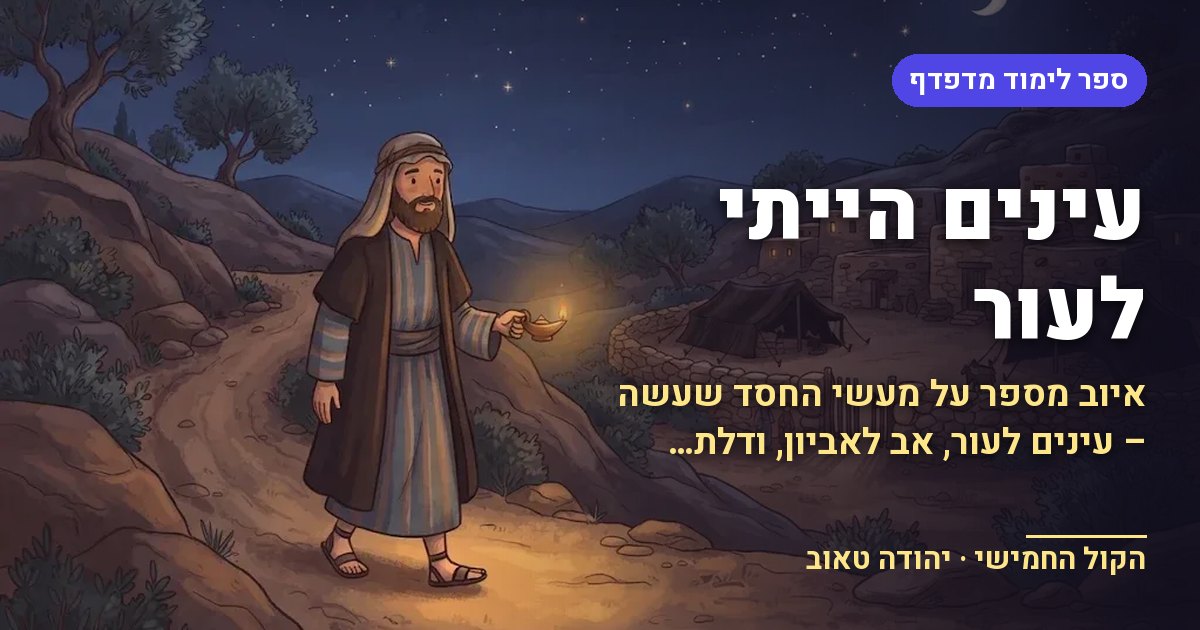 ספר לימוד מדפדף
עינים הייתי
לעור
איוב מספר על מעשי החסד שעשה
– עינים לעור, אב לאביון, ודלת...
הקול החמישי · יהודה טאוב